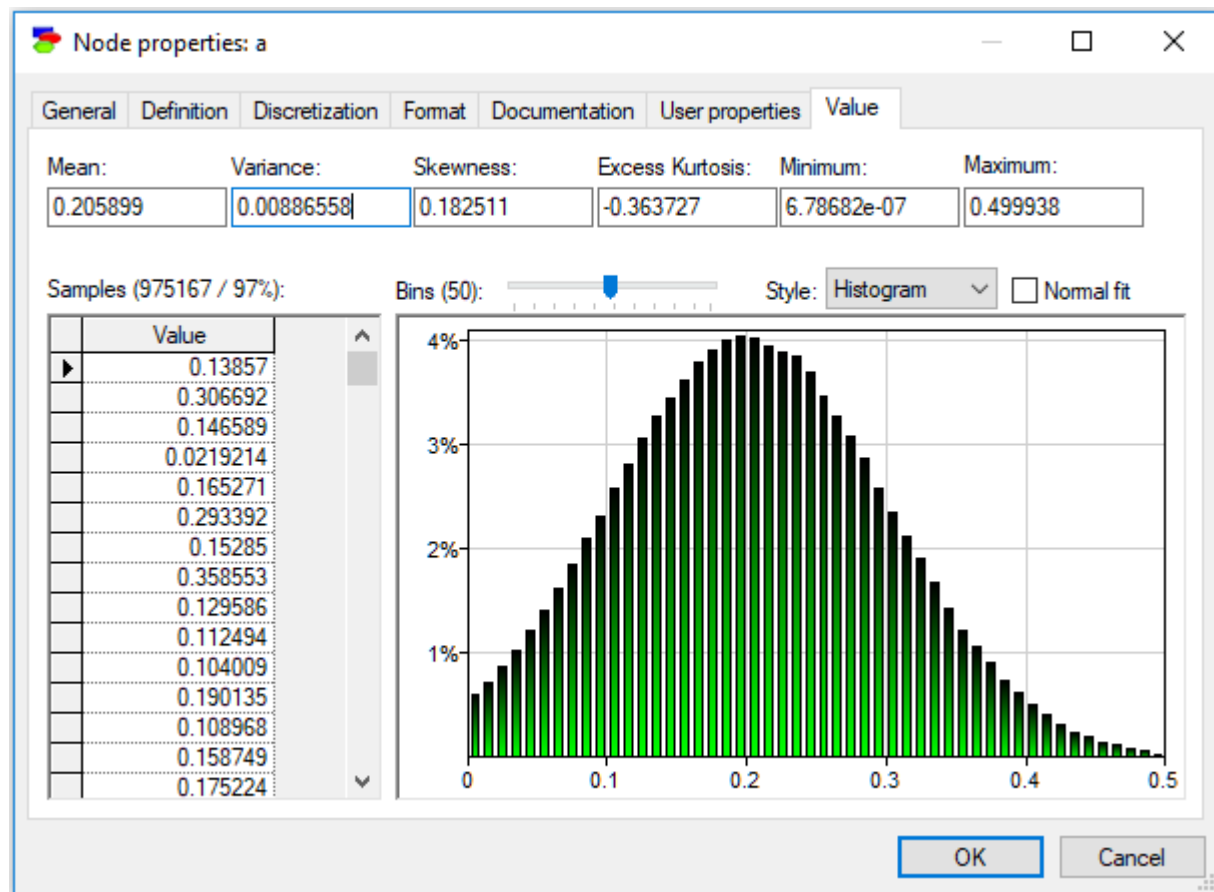 Node properties: a
General Definition Discretization Format Documentation User properties Value
Mean: Variance: Skewness: Excess Kurtosis: Minimum: Maximum:
0.205899 0.00886558 0.182511 -0.363727 6.78682e-07 0.499938
Samples (975167 / 97%): Bins (50): Style: Histogram Normal fit
Value
0.13857
0.306692
0.146589
0.0219214
0.165271
0.293392
0.15285
0.358553
0.129586
0.112494
0.104009
0.190135
0.108968
0.158749
0.175224
4%
3%
2%
1%
0 0.1 0.2 0.3 0.4 0.5
OK Cancel